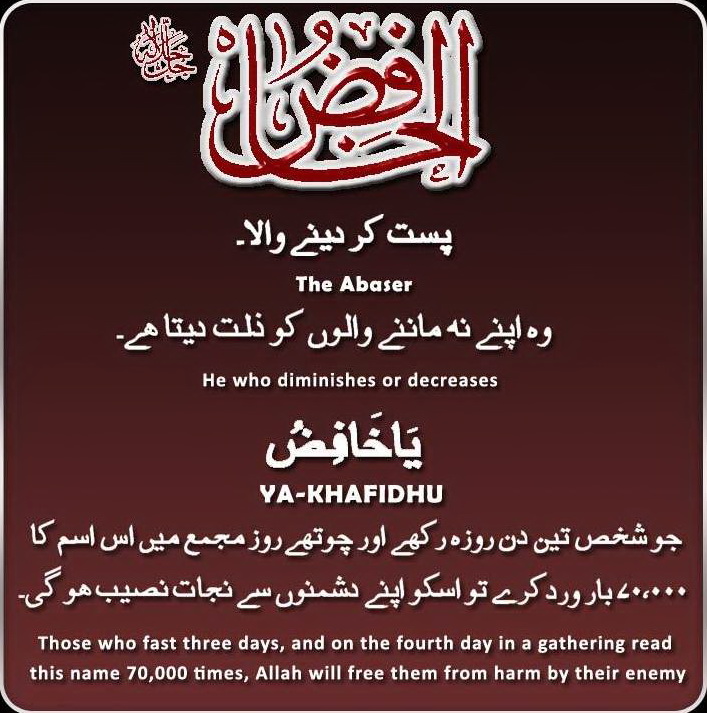 الخافض
جل جلاله
پست کر دینے والا۔
The Abaser
وہ اپنے نہ ماننے والوں کو ذلت دیتا ھے۔
He who diminishes or decreases
يَاخَافِضُ
YA-KHAFIDHU
جو شخص تین دن روزہ رکھے اور چوتھے روز مجمع میں اس اسم کا
۷۰،۰۰۰ بار ورد کرے تو اسکو اپنے دشمنوں سے نجات نصیب ھو گی۔
Those who fast three days, and on the fourth day in a gathering read
this name 70,000 times, Allah will free them from harm by their enemy